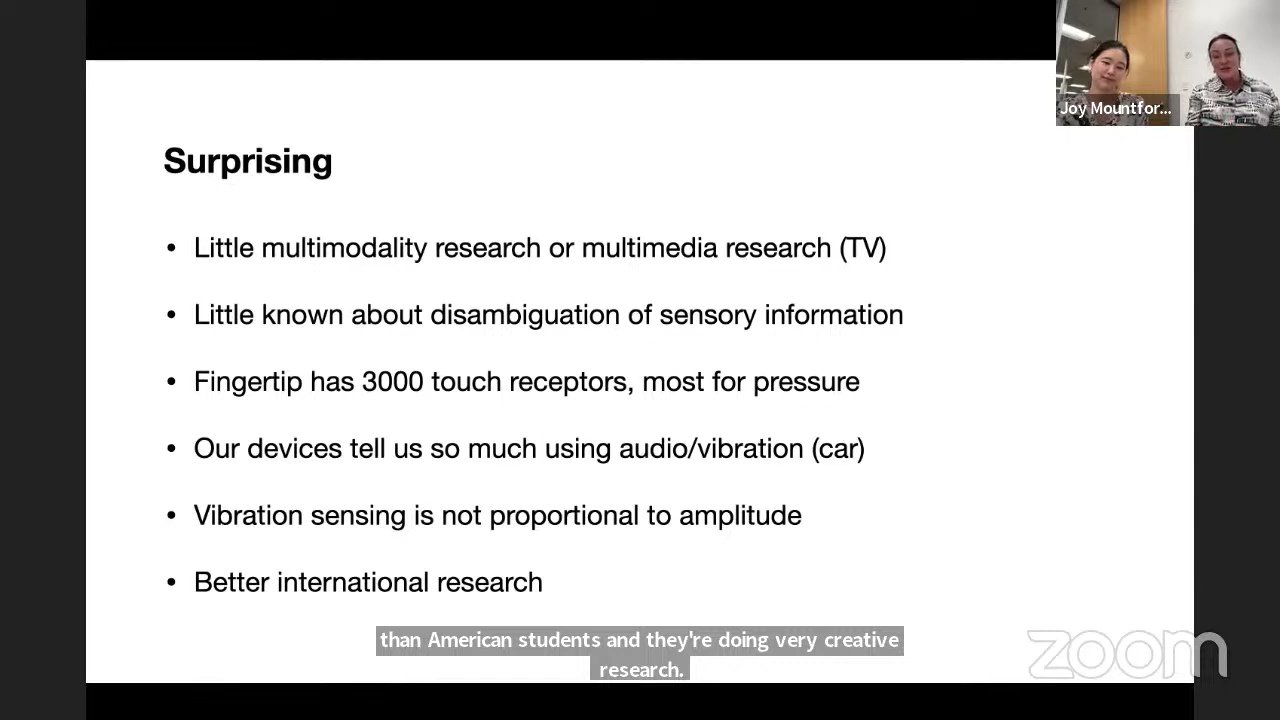 Joy Mountfor...
Surprising
• Little multimodality research or multimedia research (TV)
• Little known about disambiguation of sensory information
• Fingertip has 3000 touch receptors, most for pressure
• Our devices tell us so much using audio/vibration (car)
• Vibration sensing is not proportional to amplitude
• Better international research
than American students and they're doing very creative
research.
zoom